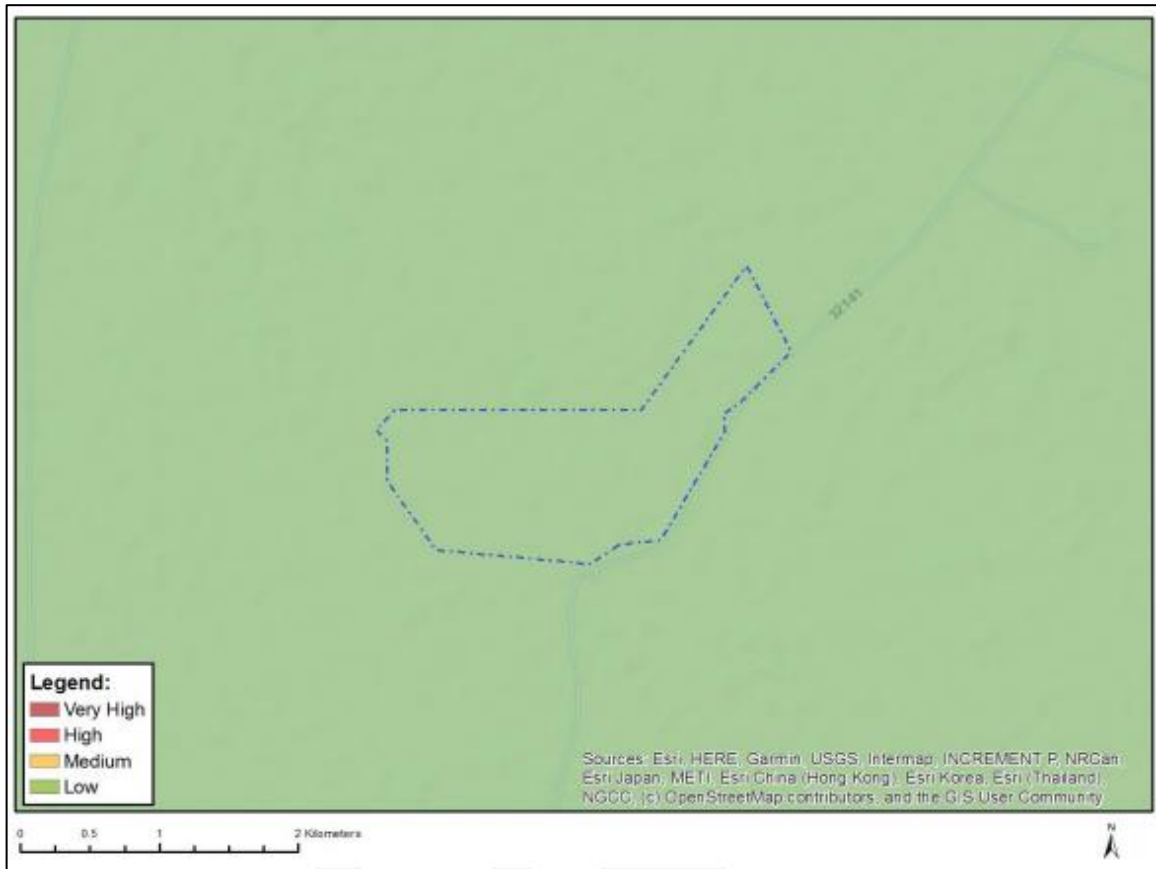 32141
Legend:
Very High
High
Medium
Low
Sources: Esri, HERE, Garmin, USGS, Intermap, INCREMENT P, NRCan,
Esri Japan, METI, Esri China (Hong Kong), Esri Korea, Esri (Thailand),
NGCC, (c) OpenStreetMap contributors, and the GIS User Community
0 0.5 1 2 Kilometers
N